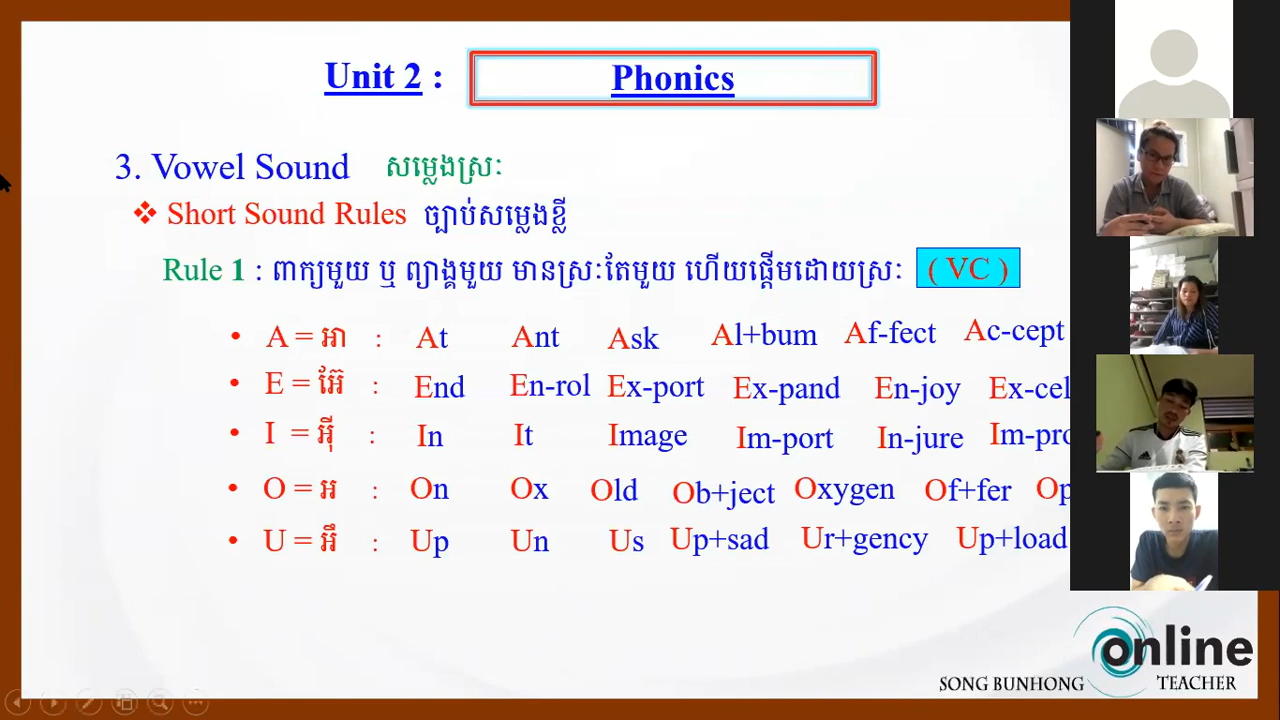 Unit 2 : Phonics
3. Vowel Sound សម្លេងស្រៈ
❖ Short Sound Rules ច្បាប់សម្លេងខ្លី
Rule 1 : ពាក្យមួយ ឬ ព្យាង្គមួយ មានស្រៈតែមួយ ហើយផ្ដើមដោយស្រៈ ( VC )
• A = អា : At Ant Ask Al+bum Af-fect Ac-cept
• E = អ៊ែ : End En-rol Ex-port Ex-pand En-joy Ex-cel
• I = អ៊ី : In It Image Im-port In-jure Im-pro
• O = អ : On Ox Old Ob+ject Oxygen Of+fer Op
• U = អឹ : Up Un Us Up+sad Ur+gency Up+load
online
SONG BUNHONG TEACHER